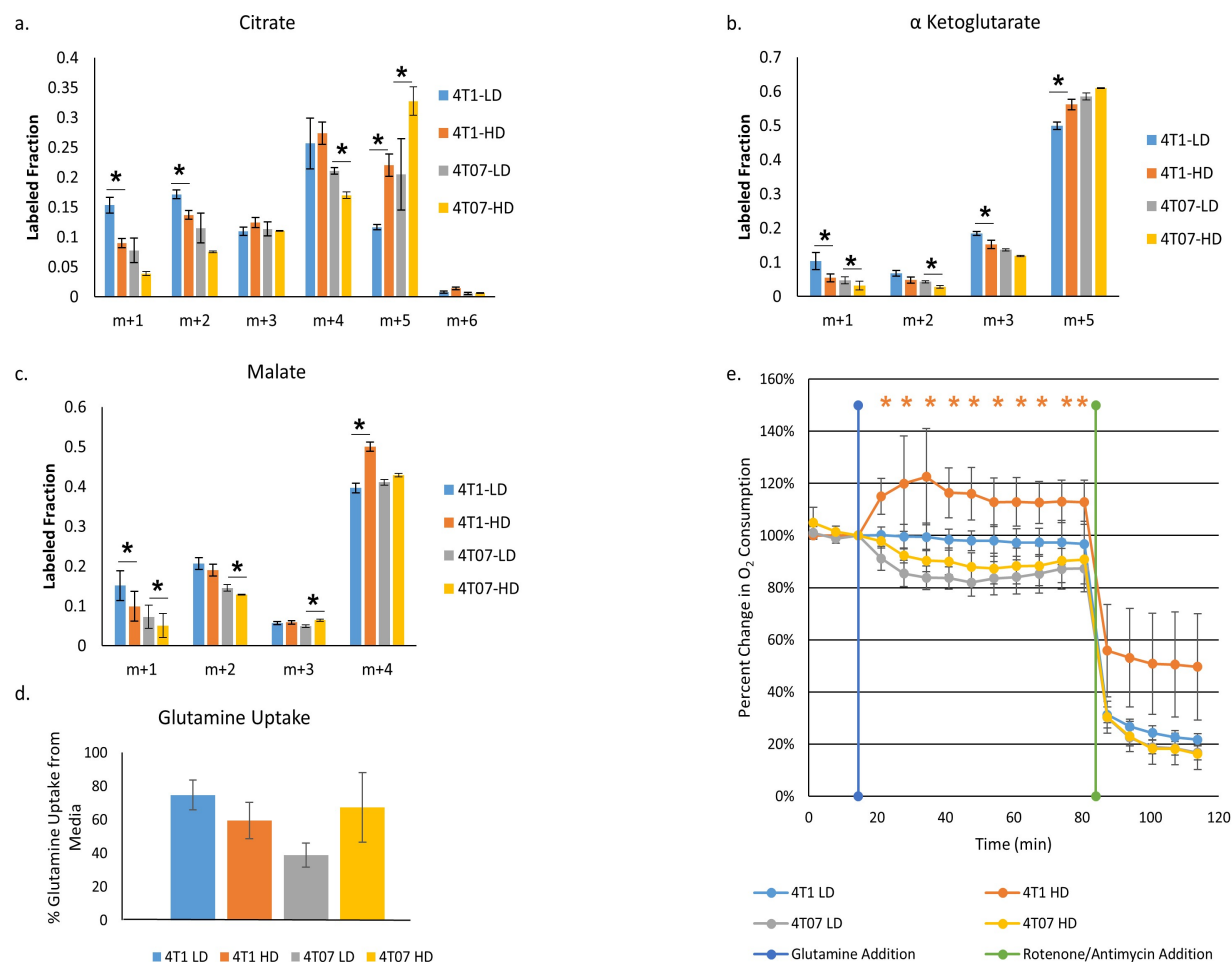 a.
Citrate
Labeled Fraction
0.4
0.35
0.3
0.25
0.2
0.15
0.1
0.05
0
* * * * *
m+1 m+2 m+3 m+4 m+5 m+6
4T1-LD
4T1-HD
4T07-LD
4T07-HD
b.
α Ketoglutarate
Labeled Fraction
0.7
0.6
0.5
0.4
0.3
0.2
0.1
0
* * * * *
m+1 m+2 m+3 m+5
4T1-LD
4T1-HD
4T07-LD
4T07-HD
c.
Malate
Labeled Fraction
0.6
0.5
0.4
0.3
0.2
0.1
0
* * * * *
m+1 m+2 m+3 m+4
4T1-LD
4T1-HD
4T07-LD
4T07-HD
d.
Glutamine Uptake
% Glutamine Uptake from
Media
100
80
60
40
20
0
4T1 LD 4T1 HD 4T07 LD 4T07 HD
e.
Percent Change in O2 Consumption
160%
140%
120%
100%
80%
60%
40%
20%
0%
* * * * * * * * * *
0 20 40 60 80 100 120
Time (min)
4T1 LD 4T1 HD
4T07 LD 4T07 HD
Glutamine Addition Rotenone/Antimycin Addition